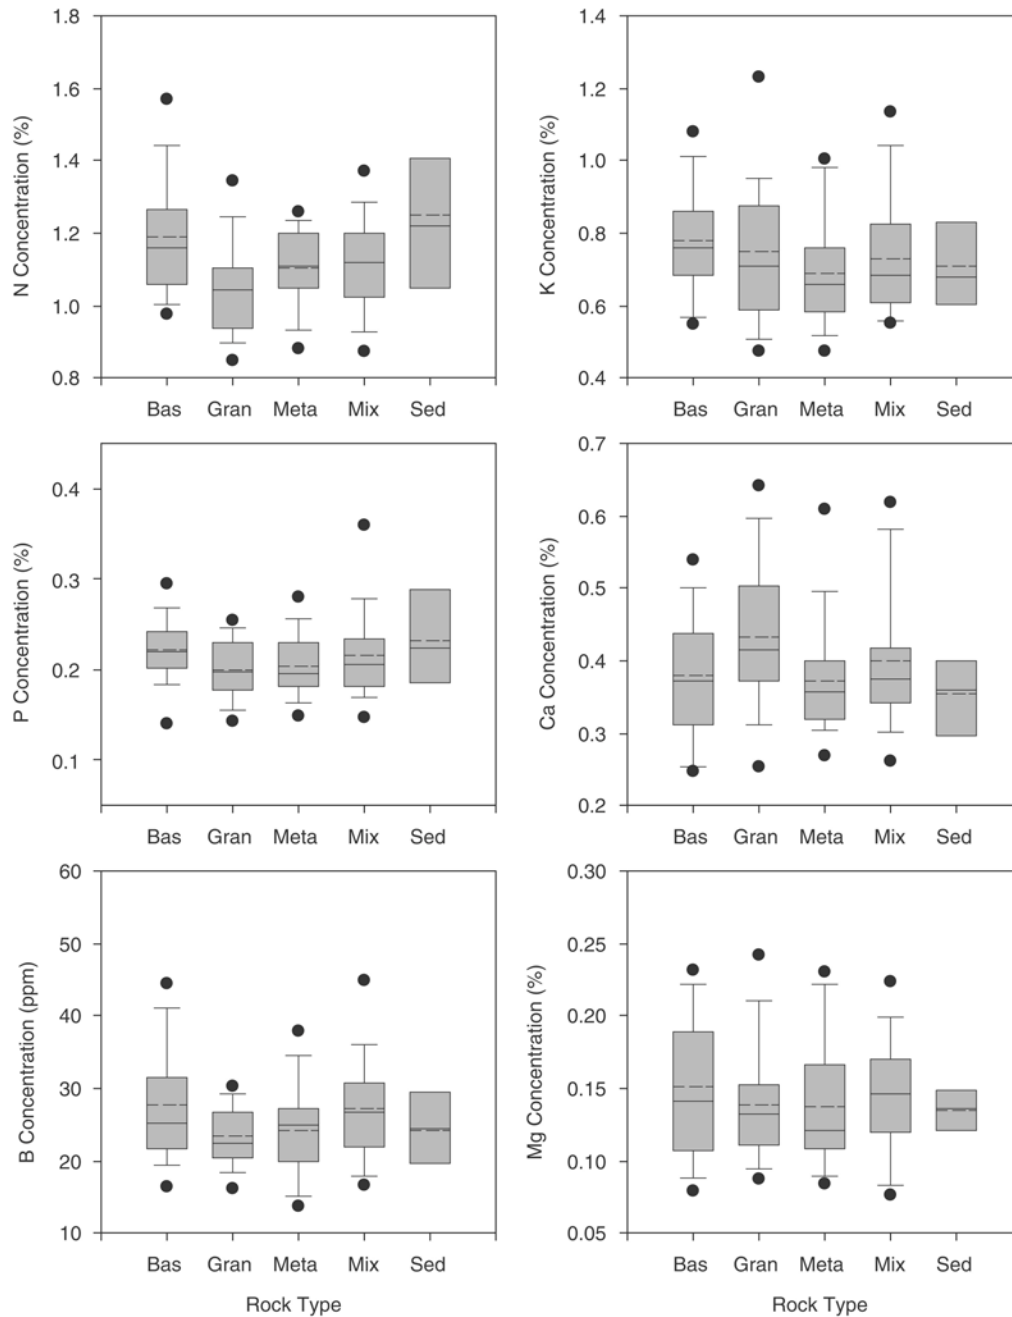 N Concentration (%)
1.8
1.6
1.4
1.2
1.0
0.8
Bas Gran Meta Mix Sed
K Concentration (%)
1.4
1.2
1.0
0.8
0.6
0.4
Bas Gran Meta Mix Sed
P Concentration (%)
0.4
0.3
0.2
0.1
Bas Gran Meta Mix Sed
Ca Concentration (%)
0.7
0.6
0.5
0.4
0.3
0.2
Bas Gran Meta Mix Sed
B Concentration (ppm)
60
50
40
30
20
10
Bas Gran Meta Mix Sed
Rock Type
Mg Concentration (%)
0.30
0.25
0.20
0.15
0.10
0.05
Bas Gran Meta Mix Sed
Rock Type